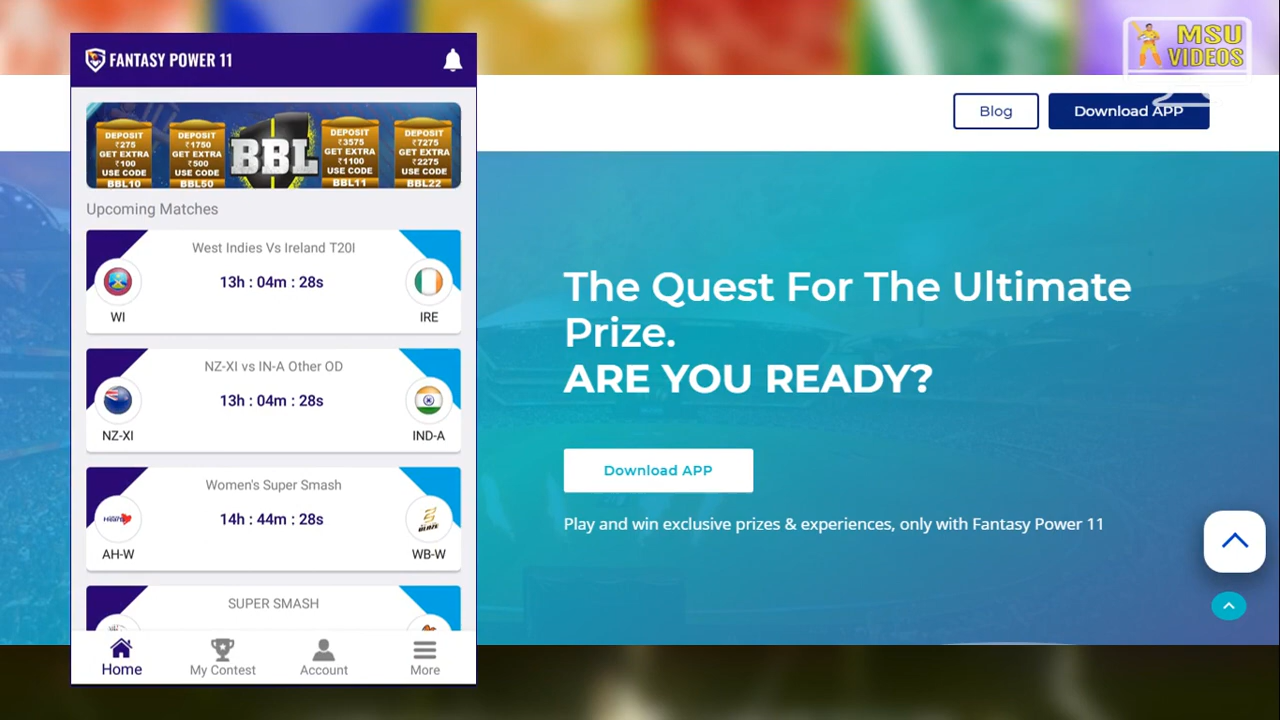 FANTASY POWER 11
DEPOSIT
₹275
GET EXTRA
₹100
USE CODE
BBL10
DEPOSIT
₹1750
GET EXTRA
₹500
USE CODE
BBL50
BBL
DEPOSIT
₹3575
GET EXTRA
₹1100
USE CODE
BBL11
DEPOSIT
₹7275
GET EXTRA
₹2275
USE CODE
BBL22
Upcoming Matches
West Indies Vs Ireland T20I
13h : 04m : 28s
WI IRE
NZ-XI vs IN-A Other OD
13h : 04m : 28s
NZ-XI IND-A
Women's Super Smash
14h : 44m : 28s
Hearts
BLAZE
AH-W WB-W
SUPER SMASH
Home My Contest Account More
MSU
VIDEOS
Blog Download APP
The Quest For The Ultimate
Prize.
ARE YOU READY?
Download APP
Play and win exclusive prizes & experiences, only with Fantasy Power 11